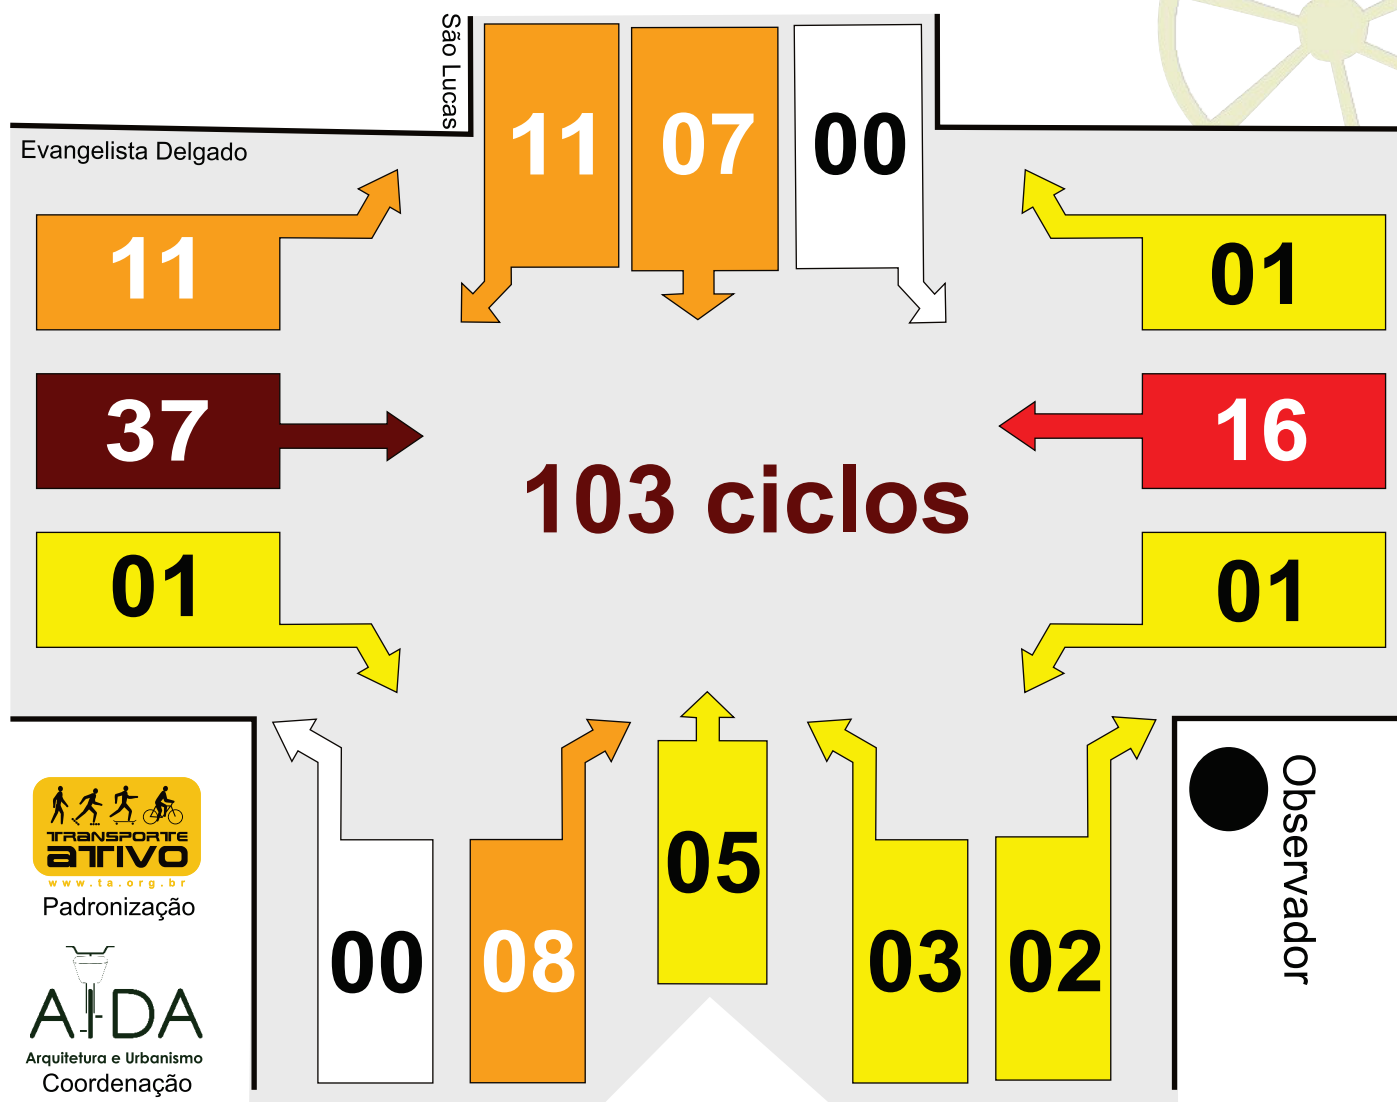 São Lucas
Evangelista Delgado
11
07
00
11
01
37
16
103 ciclos
01
01
05
00
08
03
02
Observador
TRANSPORTE
ATIVO
www.ta.org.br
Padronização
AIDA
Arquitetura e Urbanismo
Coordenação